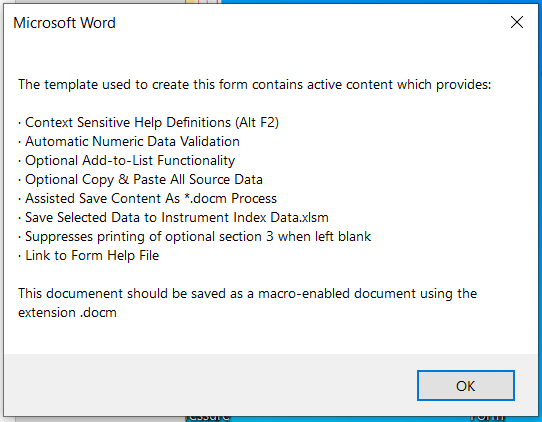 Microsoft Word
The template used to create this form contains active content which provides:
· Context Sensitive Help Definitions (Alt F2)
· Automatic Numeric Data Validation
· Optional Add-to-List Functionality
· Optional Copy & Paste All Source Data
· Assisted Save Content As *.docm Process
· Save Selected Data to Instrument Index Data.xlsm
· Suppresses printing of optional section 3 when left blank
· Link to Form Help File
This documenent should be saved as a macro-enabled document using the
extension .docm
OK